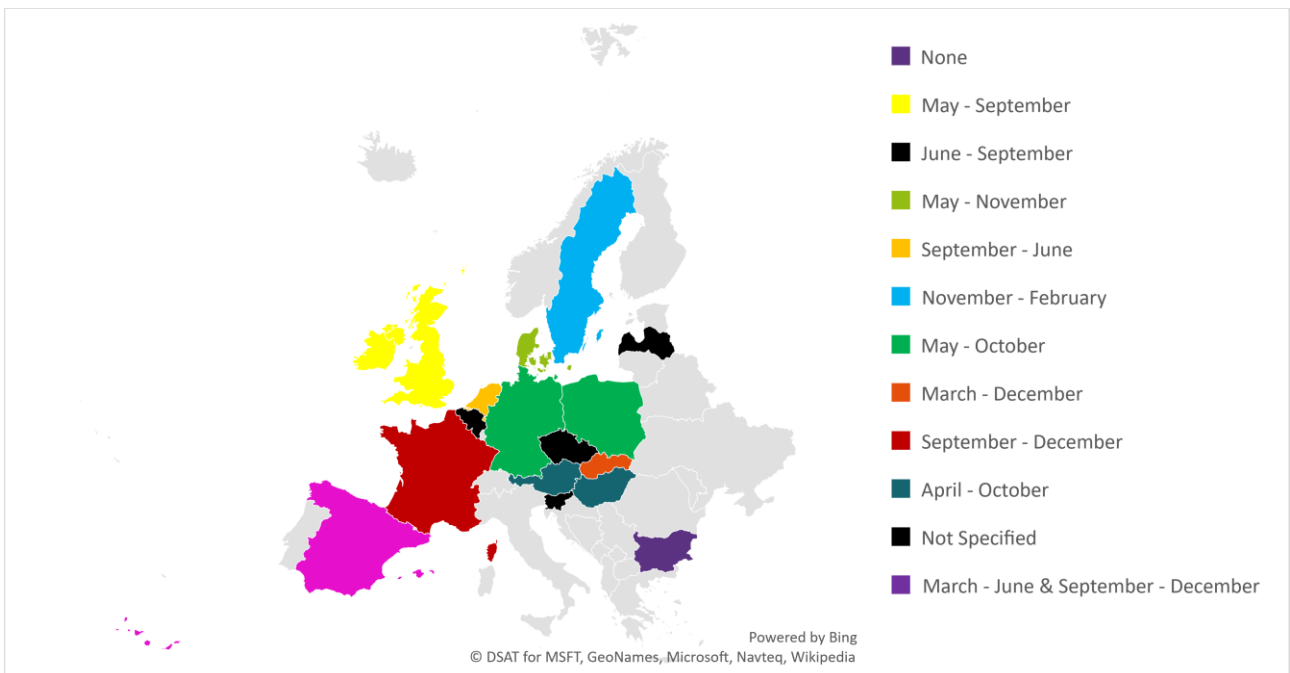 None
May - September
June - September
May - November
September - June
November - February
May - October
March - December
September - December
April - October
Not Specified
March - June & September - December
Powered by Bing
© DSAT for MSFT, GeoNames, Microsoft, Navteq, Wikipedia